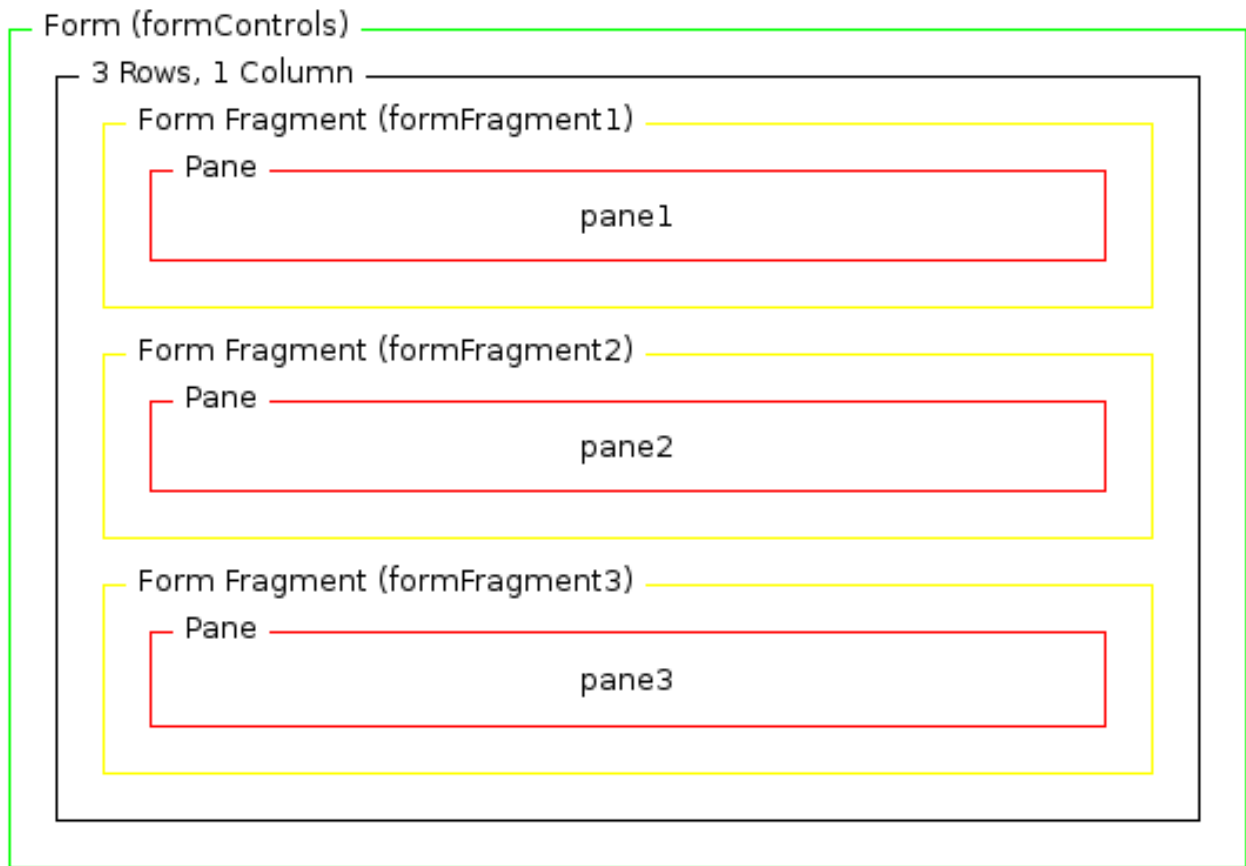 Form (formControls)
3 Rows, 1 Column
Form Fragment (formFragment1)
Pane
pane1
Form Fragment (formFragment2)
Pane
pane2
Form Fragment (formFragment3)
Pane
pane3